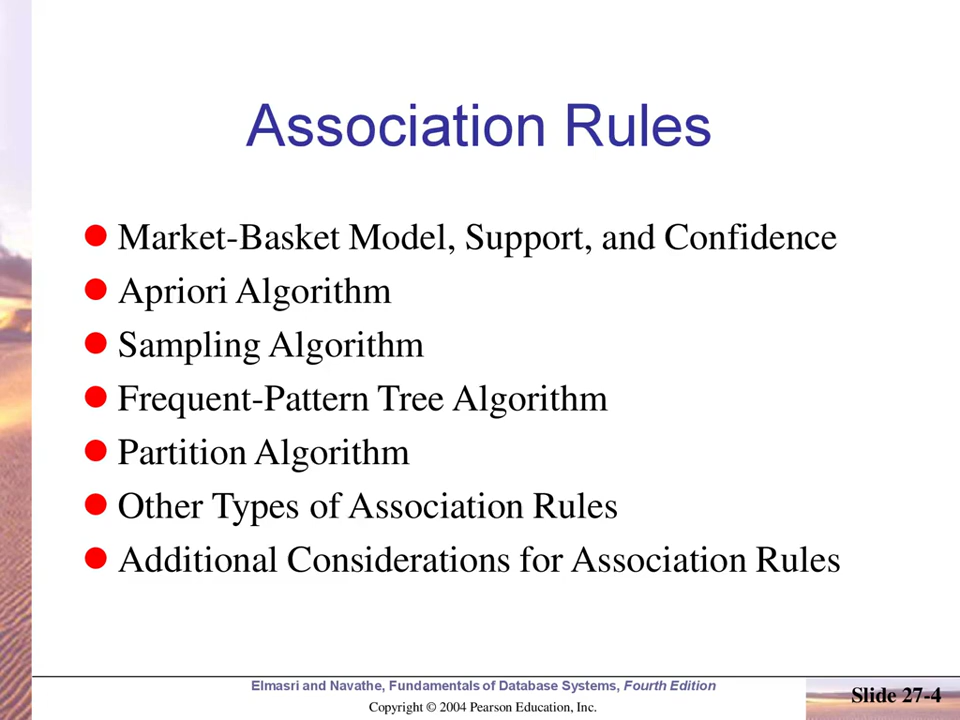 Association Rules
Market-Basket Model, Support, and Confidence
Apriori Algorithm
Sampling Algorithm
Frequent-Pattern Tree Algorithm
Partition Algorithm
Other Types of Association Rules
Additional Considerations for Association Rules
Elmasri and Navathe, Fundamentals of Database Systems, Fourth Edition
Copyright © 2004 Pearson Education, Inc.
Slide 27-4